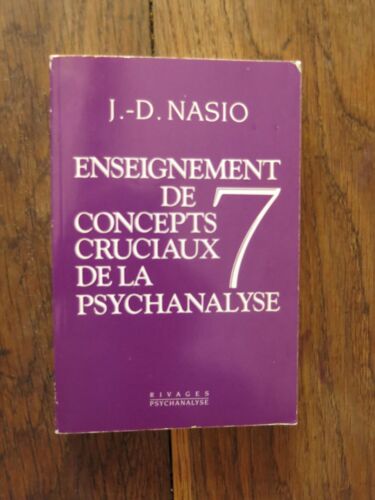 J.-D. NASIO
ENSEIGNEMENT
DE 7
CONCEPTS
CRUCIAUX
DE LA
PSYCHANALYSE
RIVAGES
PSYCHANALYSE